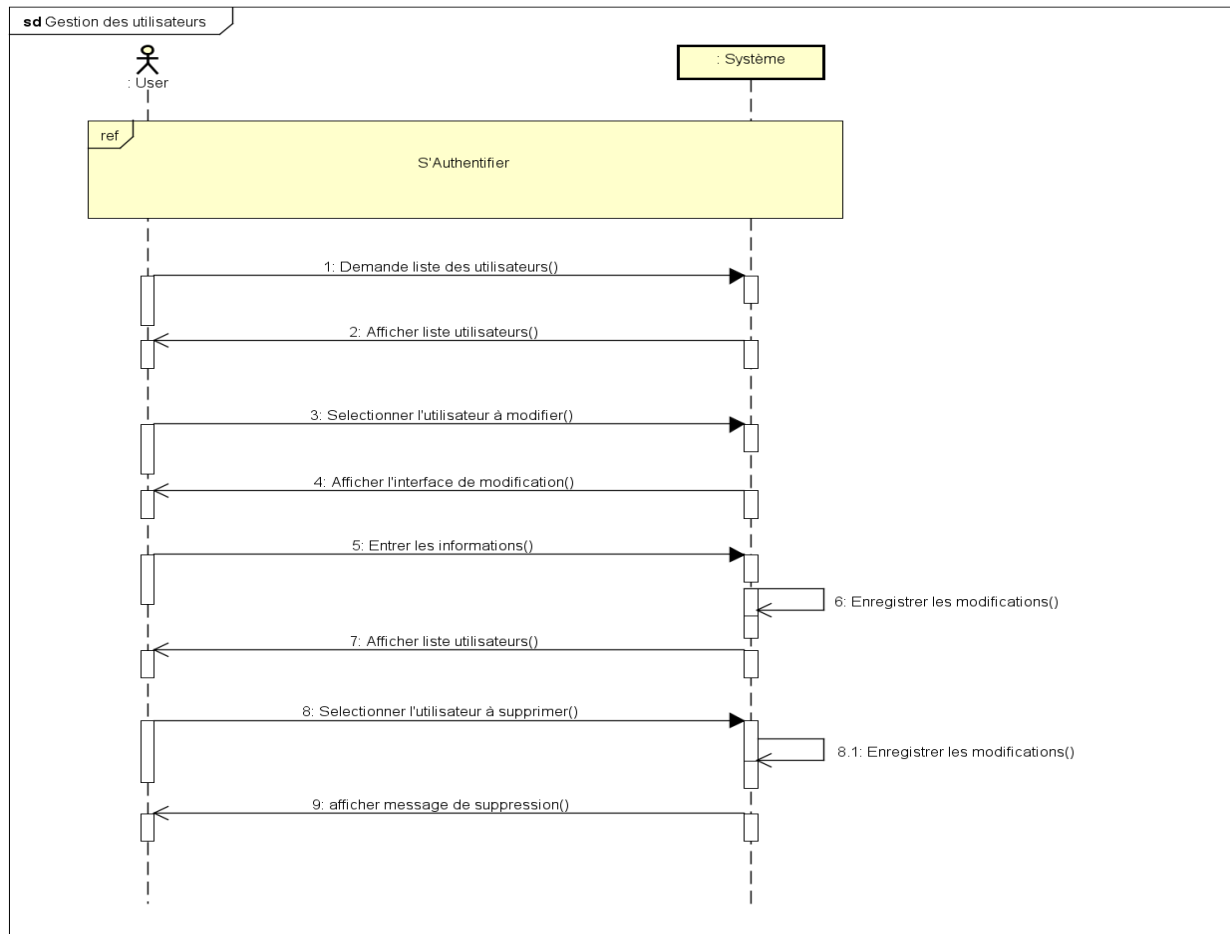 sd Gestion des utilisateurs
: User
: Système
ref
S'Authentifier
1: Demande liste des utilisateurs()
2: Afficher liste utilisateurs()
3: Selectionner l'utilisateur à modifier()
4: Afficher l'interface de modification()
5: Entrer les informations()
6: Enregistrer les modifications()
7: Afficher liste utilisateurs()
8: Selectionner l'utilisateur à supprimer()
8.1: Enregistrer les modifications()
9: afficher message de suppression()